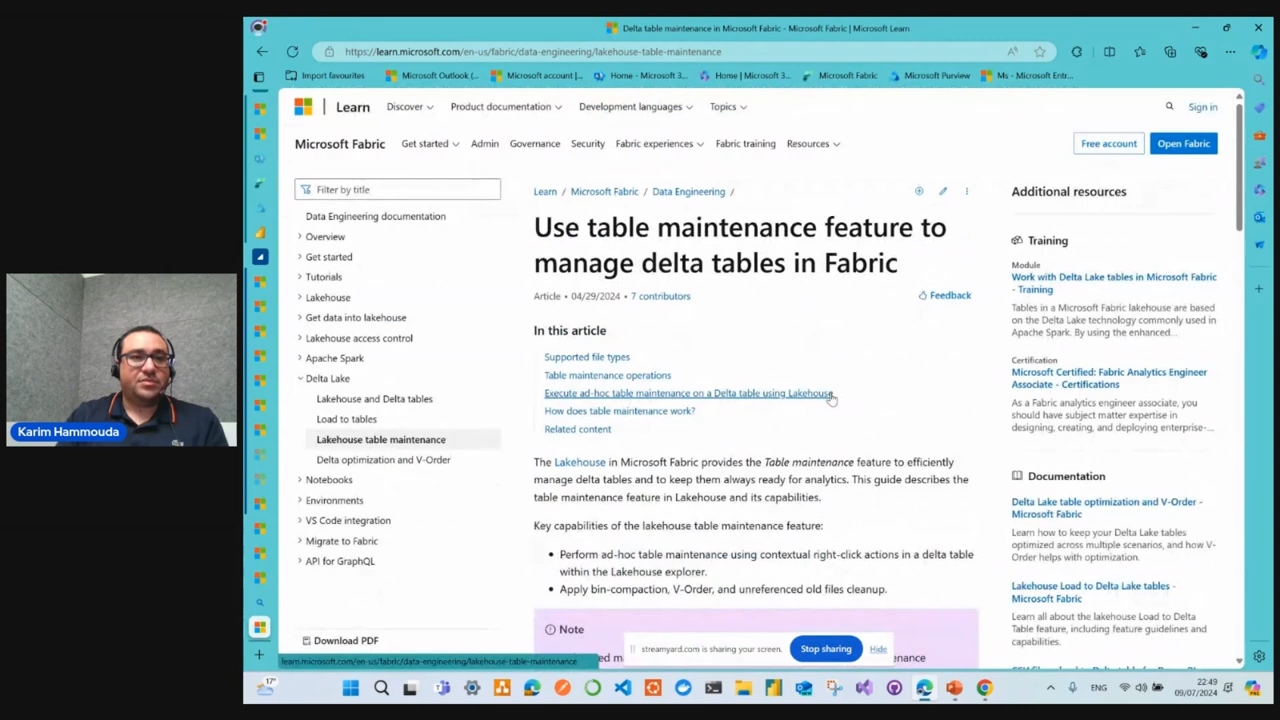 Delta table maintenance in Microsoft Fabric - Microsoft Fabric | Microsoft Learn
https://learn.microsoft.com/en-us/fabric/data-engineering/lakehouse-table-maintenance
Import favourites
Microsoft Outlook (...
Microsoft account |...
Home - Microsoft 3...
Home | Microsoft 3...
Microsoft Fabric
Microsoft Purview
Ms - Microsoft Entr...
Learn
Discover
Product documentation
Development languages
Topics
Sign in
Microsoft Fabric
Get started
Admin
Governance
Security
Fabric experiences
Fabric training
Resources
Free account
Open Fabric
Filter by title
Data Engineering documentation
Overview
Get started
Tutorials
Lakehouse
Get data into lakehouse
Lakehouse access control
Apache Spark
Delta Lake
Lakehouse and Delta tables
Load to tables
Lakehouse table maintenance
Delta optimization and V-Order
Notebooks
Environments
VS Code integration
Migrate to Fabric
API for GraphQL
Download PDF
learn.microsoft.com/en-us/fabric/data-engineering/lakehouse-table-maintenance
Learn / Microsoft Fabric / Data Engineering /
Use table maintenance feature to
manage delta tables in Fabric
Article • 04/29/2024 • 7 contributors
Feedback
In this article
Supported file types
Table maintenance operations
Execute ad-hoc table maintenance on a Delta table using Lakehouse
How does table maintenance work?
Related content
The Lakehouse in Microsoft Fabric provides the Table maintenance feature to efficiently
manage delta tables and to keep them always ready for analytics. This guide describes the
table maintenance feature in Lakehouse and its capabilities.
Key capabilities of the lakehouse table maintenance feature:
• Perform ad-hoc table maintenance using contextual right-click actions in a delta table
within the Lakehouse explorer.
• Apply bin-compaction, V-Order, and unreferenced old files cleanup.
Note
streamyard.com is sharing your screen.
Stop sharing
Hide
Additional resources
Training
Module
Work with Delta Lake tables in Microsoft Fabric
- Training
Tables in a Microsoft Fabric lakehouse are
based on the Delta Lake technology commonly used in
Apache Spark. By using the enhanced...
Certification
Microsoft Certified: Fabric Analytics Engineer
Associate - Certifications
As a Fabric analytics engineer associate, you
should have subject matter expertise in
designing, creating, and deploying enterprise-...
Documentation
Delta Lake table optimization and V-Order -
Microsoft Fabric
Learn how to keep your Delta Lake tables
optimized across multiple scenarios, and how V-
Order helps with optimization.
Lakehouse Load to Delta Lake tables -
Microsoft Fabric
Learn all about the lakehouse Load to Delta
Table feature, including feature guidelines and
capabilities.
Karim Hammouda
17°
ENG
22:49
09/07/2024